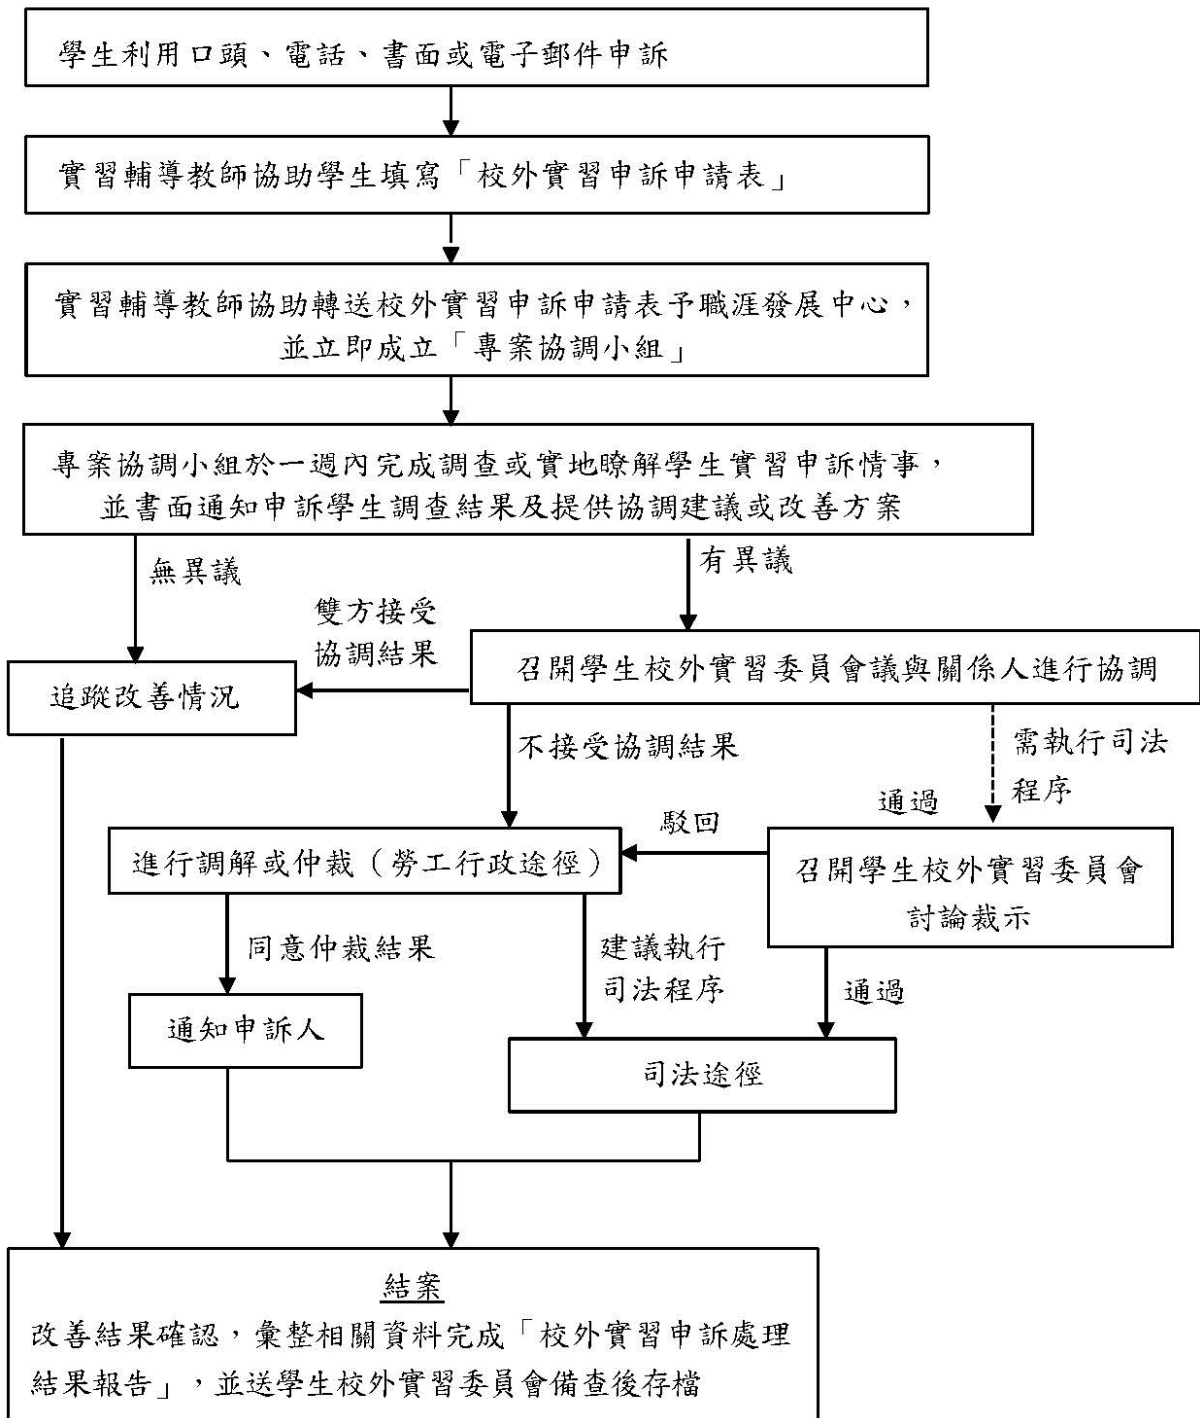 學生利用口頭、電話、書面或電子郵件申訴
實習輔導教師協助學生填寫「校外實習申訴申請表」
實習輔導教師協助轉送校外實習申訴申請表予職涯發展中心，
並立即成立「專案協調小組」
專案協調小組於一週內完成調查或實地瞭解學生實習申訴情事，
並書面通知申訴學生調查結果及提供協調建議或改善方案
無異議
有異議
雙方接受
協調結果
召開學生校外實習委員會議與關係人進行協調
追蹤改善情況
不接受協調結果
需執行司法
程序
通過
駁回
進行調解或仲裁（勞工行政途徑）
召開學生校外實習委員會
討論裁示
同意仲裁結果
建議執行
司法程序
通過
通知申訴人
司法途徑
結案
改善結果確認，彙整相關資料完成「校外實習申訴處理
結果報告」，並送學生校外實習委員會備查後存檔